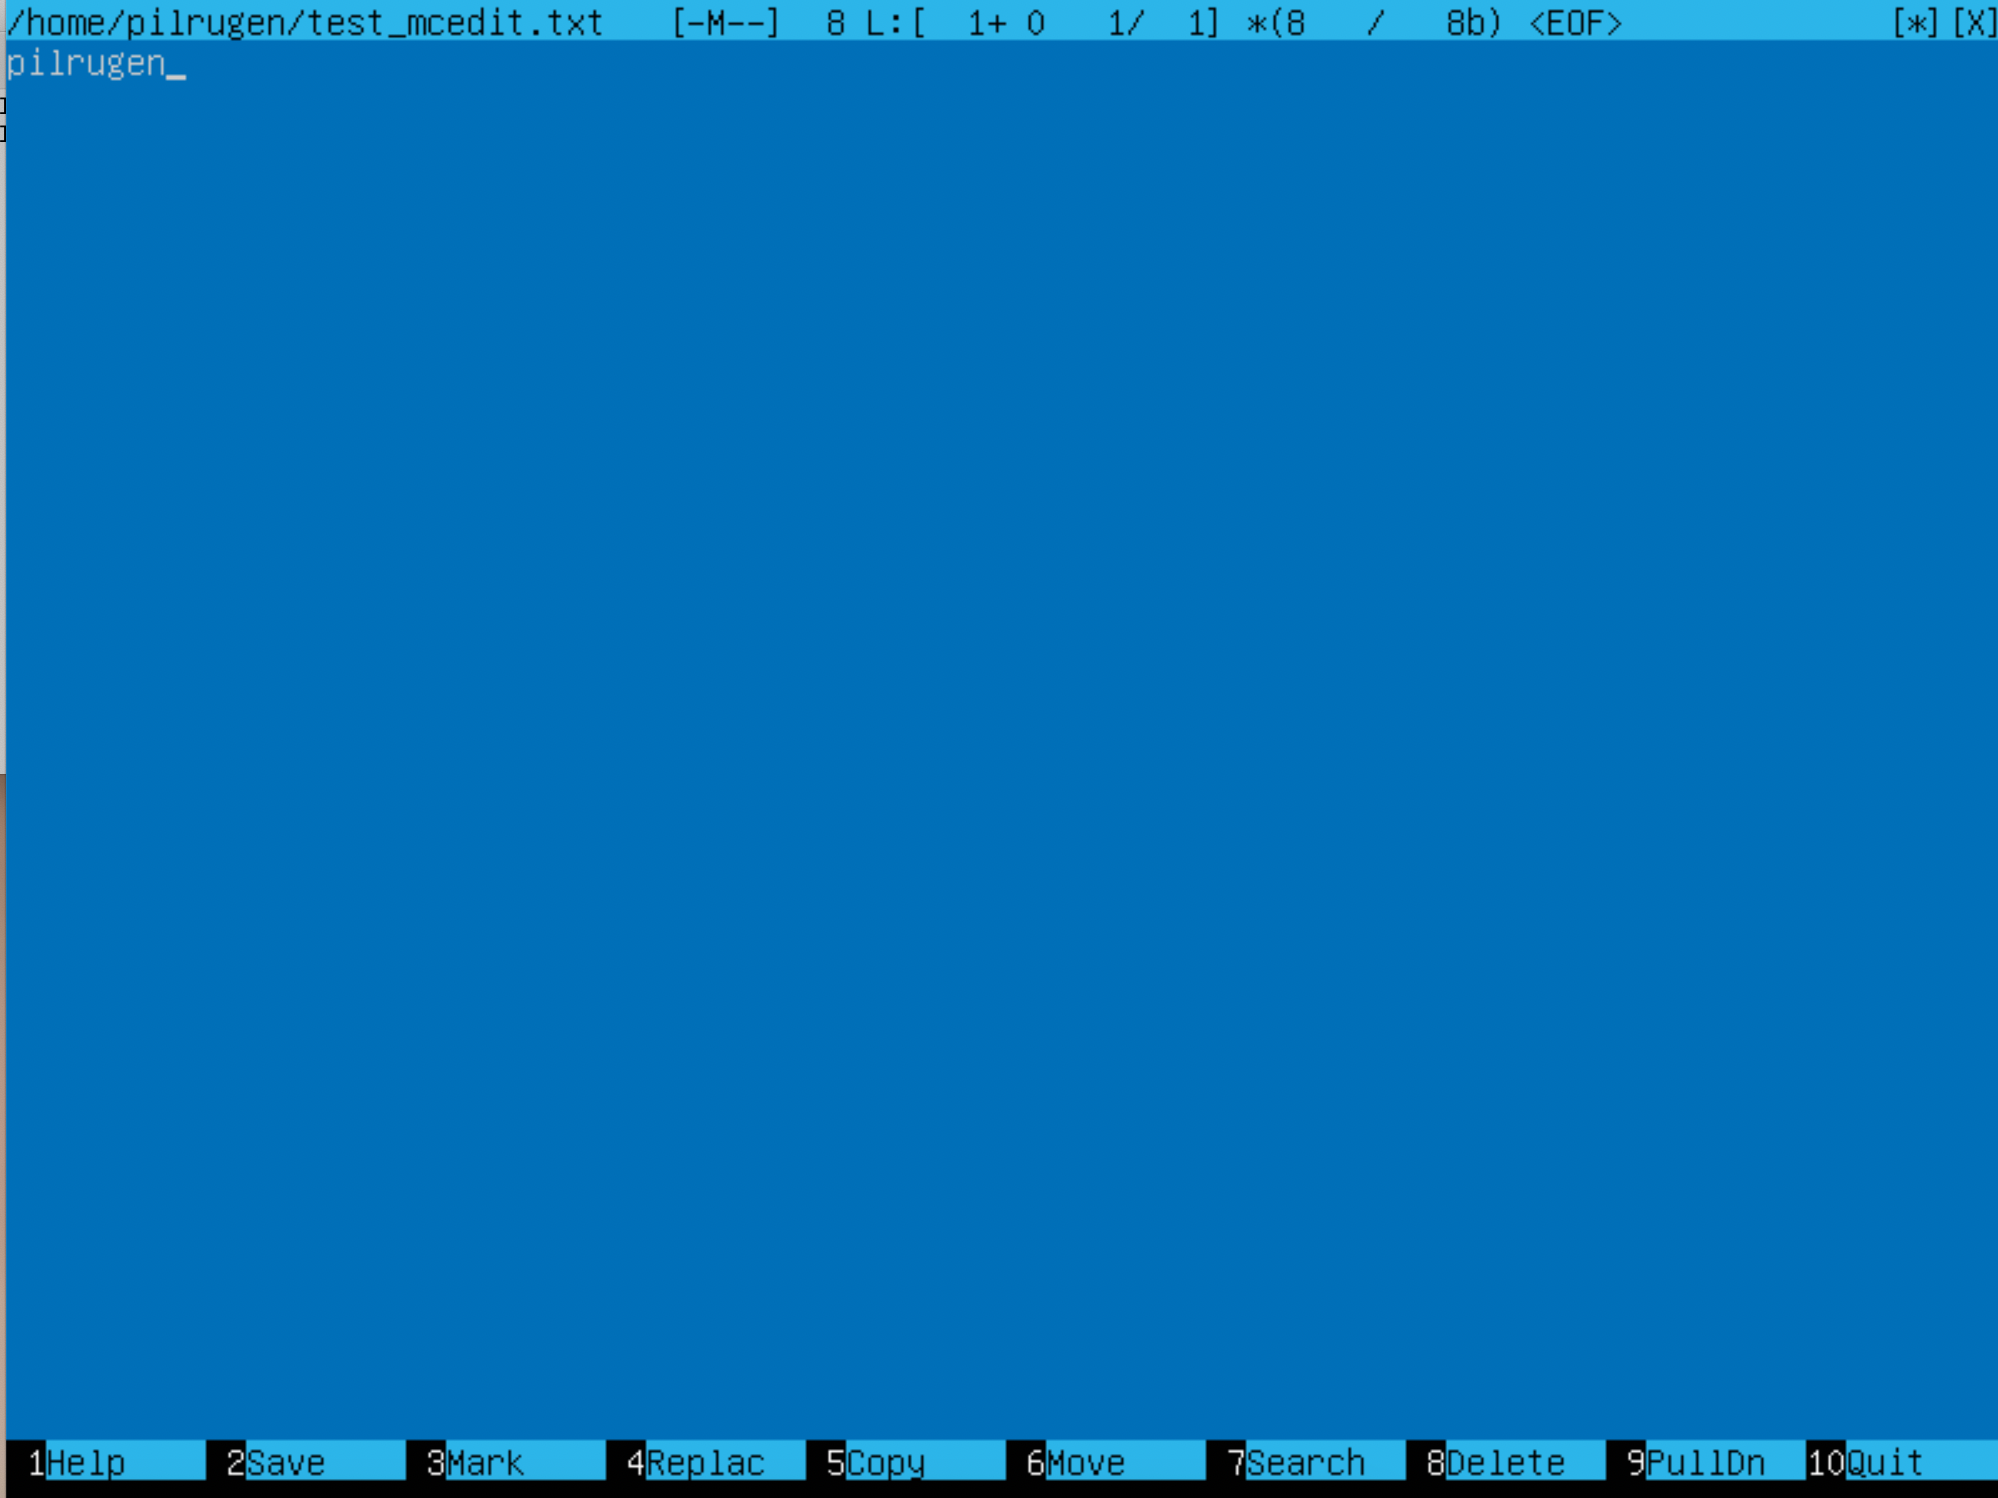 /home/pilrugen/test_mcedit.txt   [-M--]  8 L:[  1+ 0   1/  1] *(8   /   8b) <EOF>             [*][X]
pilrugen_
1Help   2Save   3Mark   4Replac   5Copy   6Move   7Search   8Delete   9PullDn   10Quit